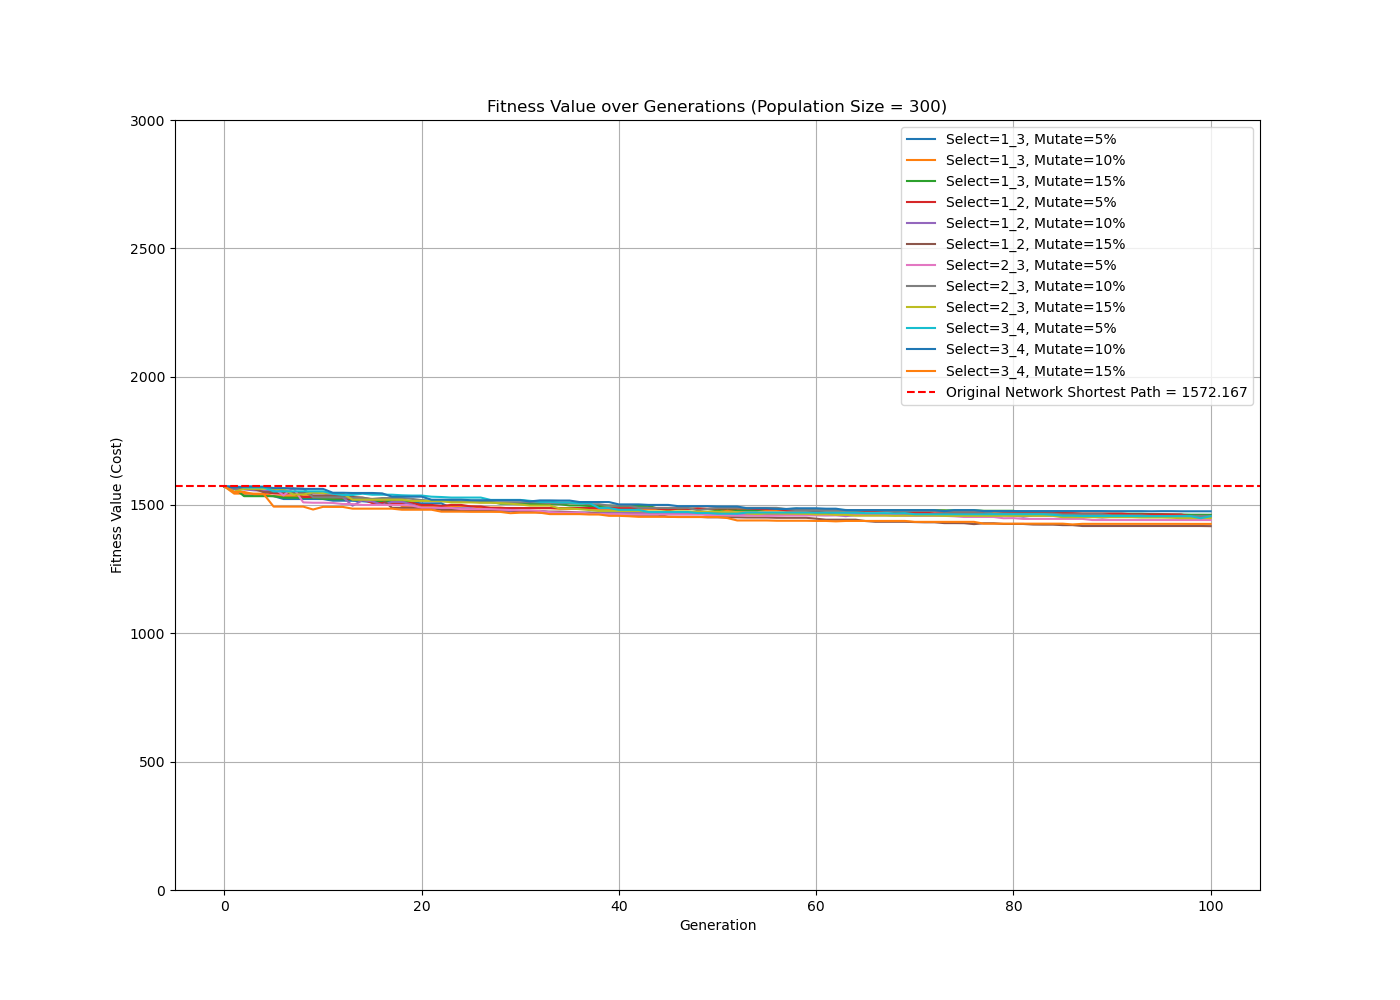 Fitness Value over Generations (Population Size = 300)
3000
2500
2000
1500
1000
500
0
Fitness Value (Cost)
Select=1_3, Mutate=5%
Select=1_3, Mutate=10%
Select=1_3, Mutate=15%
Select=1_2, Mutate=5%
Select=1_2, Mutate=10%
Select=1_2, Mutate=15%
Select=2_3, Mutate=5%
Select=2_3, Mutate=10%
Select=2_3, Mutate=15%
Select=3_4, Mutate=5%
Select=3_4, Mutate=10%
Select=3_4, Mutate=15%
Original Network Shortest Path = 1572.167
0 20 40 60 80 100
Generation